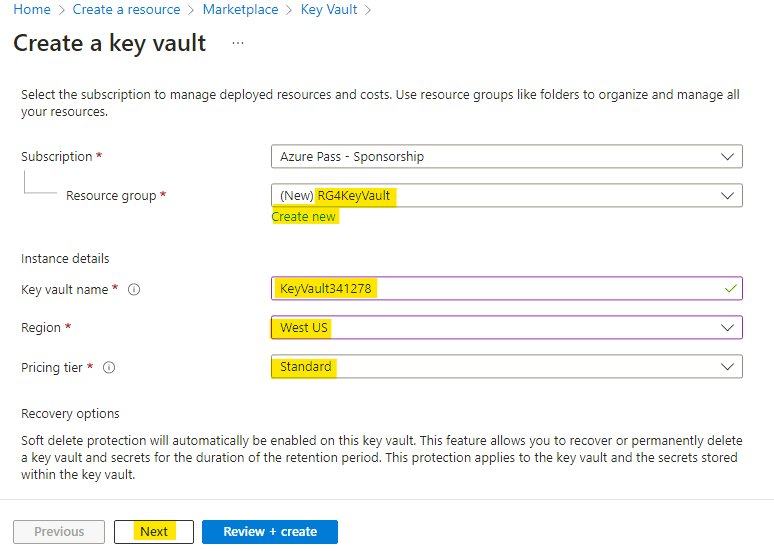 Home > Create a resource > Marketplace > Key Vault >
Create a key vault ...
Select the subscription to manage deployed resources and costs. Use resource groups like folders to organize and manage all
your resources.
Subscription * Azure Pass - Sponsorship
Resource group * (New) RG4KeyVault
Create new
Instance details
Key vault name * KeyVault341278
Region * West US
Pricing tier * Standard
Recovery options
Soft delete protection will automatically be enabled on this key vault. This feature allows you to recover or permanently delete
a key vault and secrets for the duration of the retention period. This protection applies to the key vault and the secrets stored
within the key vault.
Previous Next Review + create